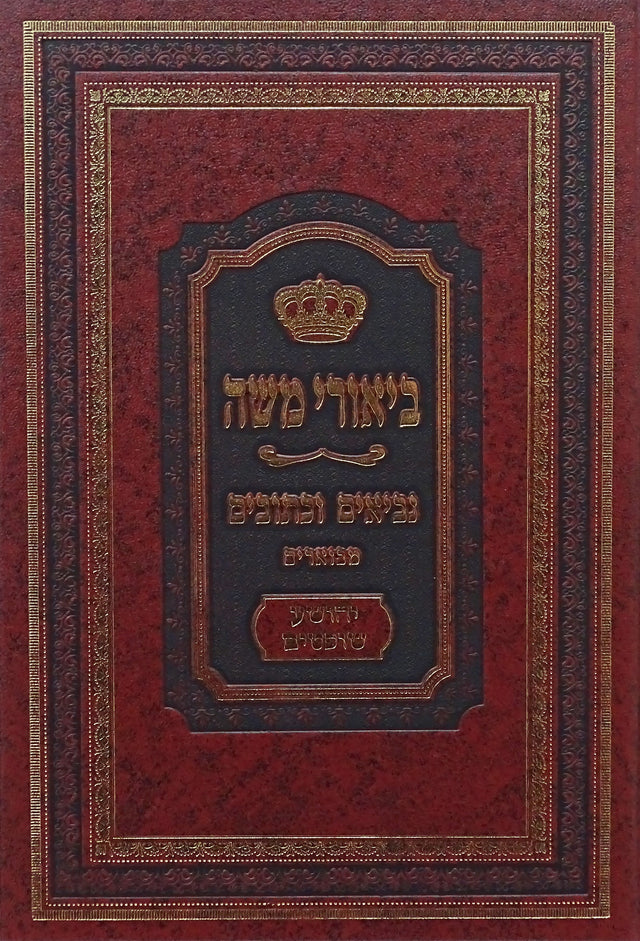 ביאורי משה
נביאים וכתובים
מבוארים
יהושע
שופטים